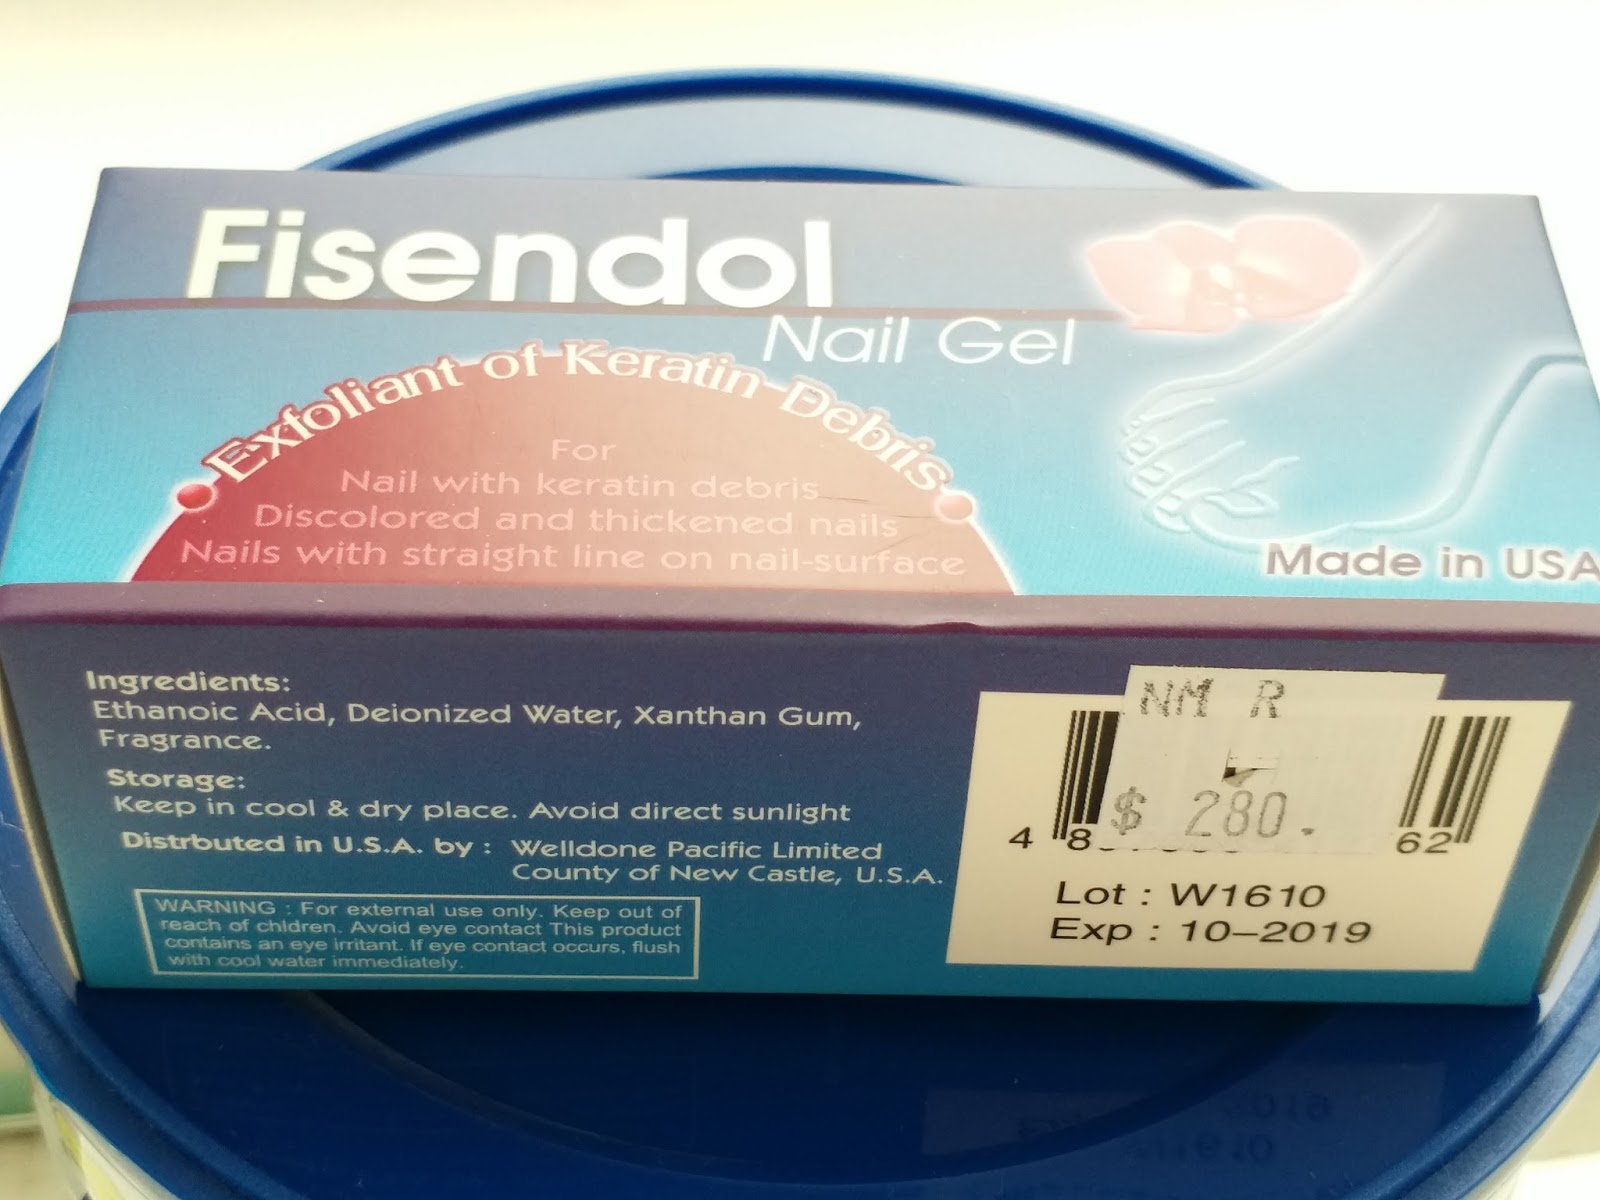 Fisendol
Nail Gel
Exfoliant of Keratin Debris
For
Nail with keratin debris
Discolored and thickened nails
Nails with straight line on nail-surface
Made in USA
Ingredients:
Ethanoic Acid, Deionized Water, Xanthan Gum,
Fragrance.
Storage:
Keep in cool & dry place. Avoid direct sunlight
Distrbuted in U.S.A. by : Welldone Pacific Limited
County of New Castle, U.S.A.
WARNING : For external use only. Keep out of
reach of chldren. Avoid eye contact This product
contains an eye irritant. If eye contact occurs, flush
with cool water immediately.
NM R
$ 280.
4 8 62
Lot : W1610
Exp : 10-2019